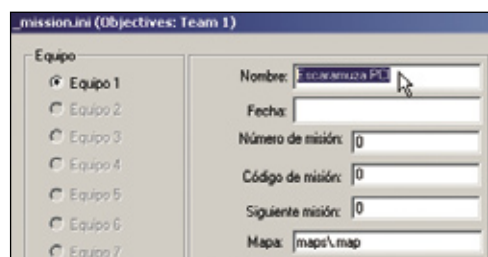 _mission.ini (Objectives: Team 1)
Equipo
Equipo 1
Equipo 2
Equipo 3
Equipo 4
Equipo 5
Equipo 6
Equipo 7
Nombre: Escaramuza PCI
Fecha:
Número de misión: 0
Código de misión: 0
Siguiente misión: 0
Mapa: maps\.map